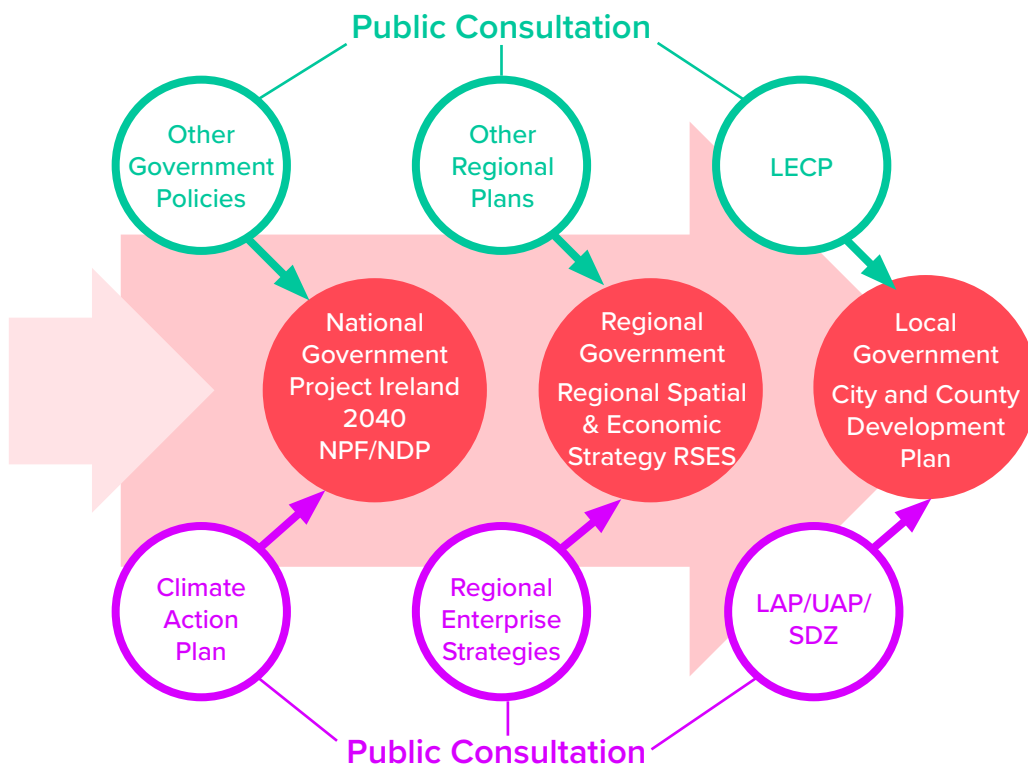 Public Consultation
Other
Government
Policies
Other
Regional
Plans
LECP
National
Government
Project Ireland
2040
NPF/NDP
Regional
Government
Regional Spatial
& Economic
Strategy RSES
Local
Government
City and County
Development
Plan
Climate
Action
Plan
Regional
Enterprise
Strategies
LAP/UAP/
SDZ
Public Consultation